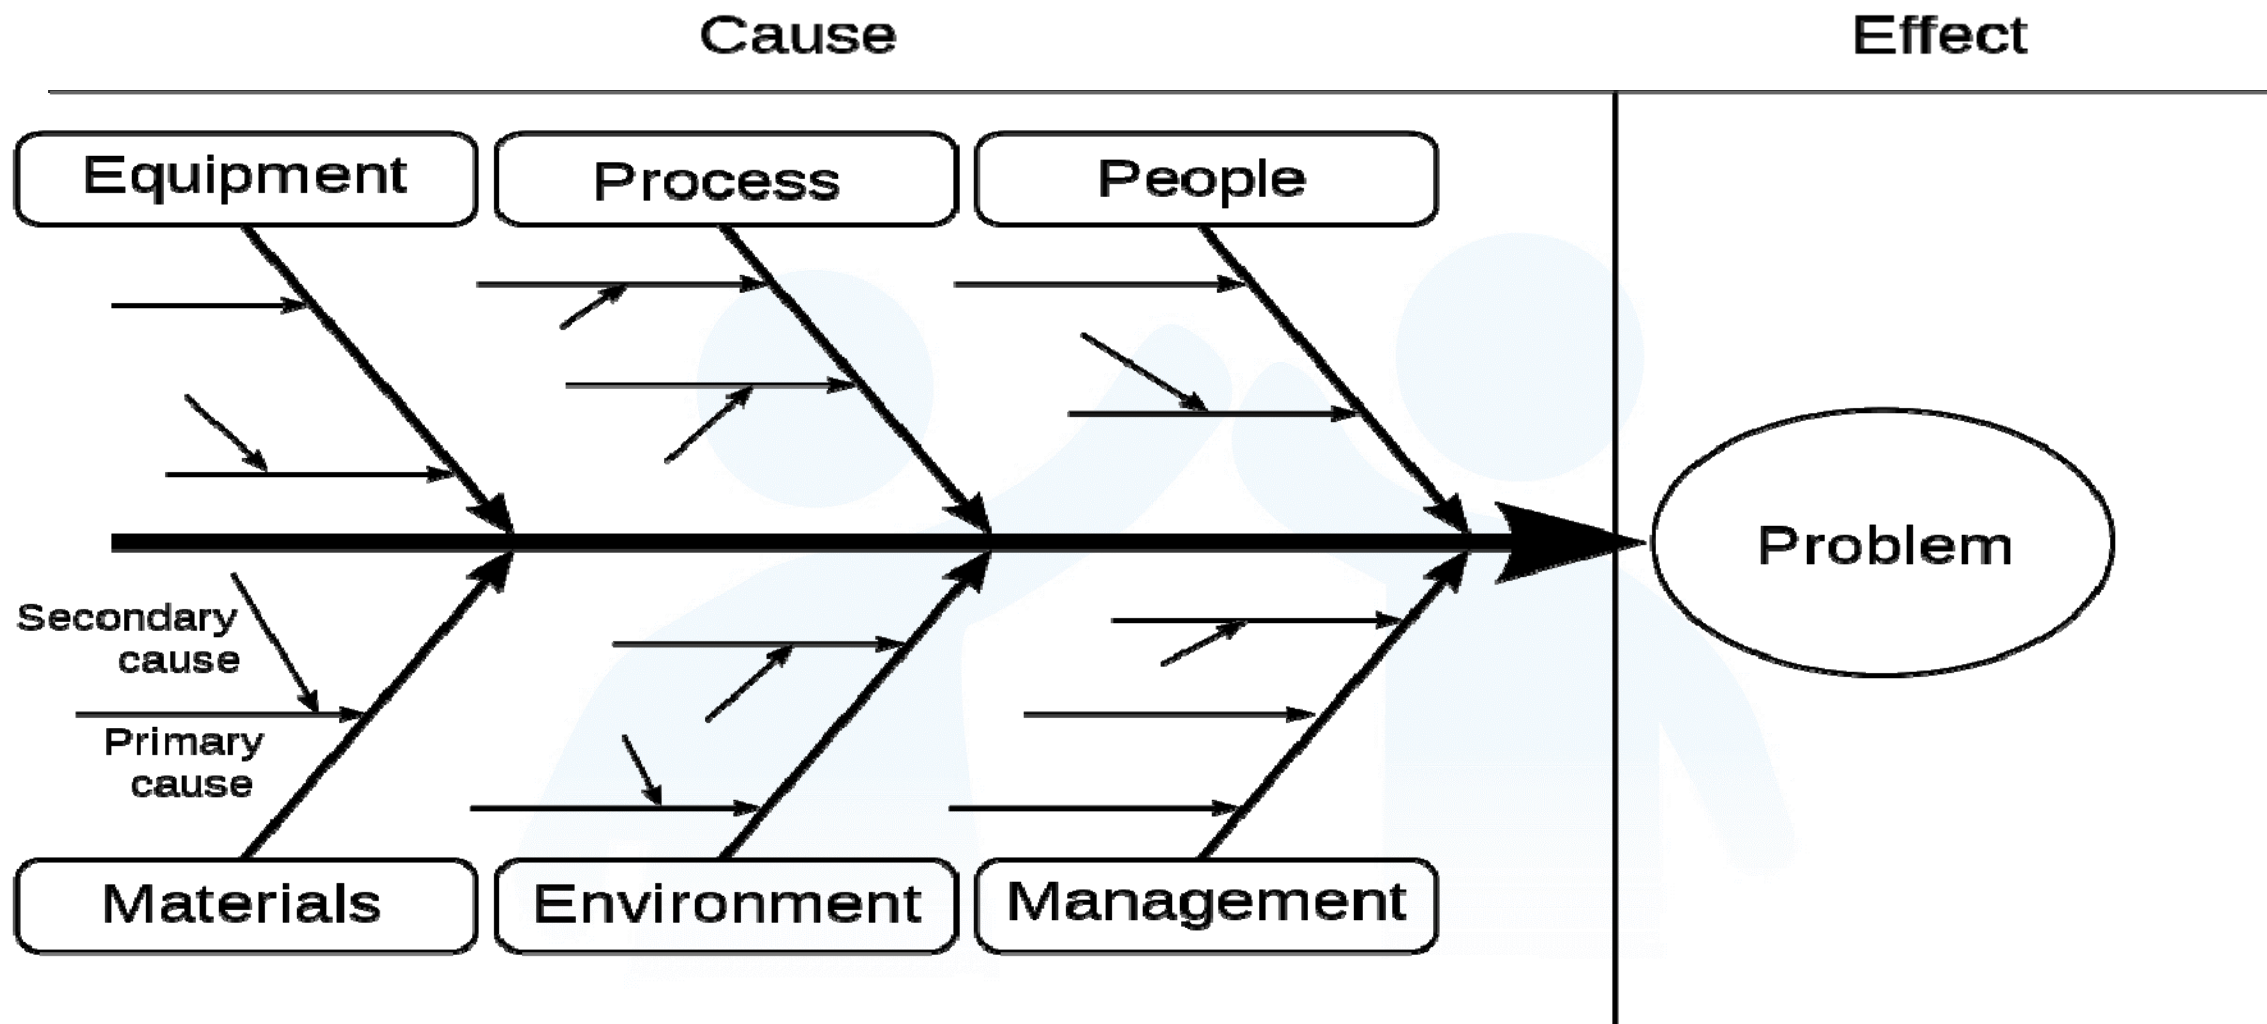 Cause
Effect
Equipment
Process
People
Problem
Secondary
cause
Primary
cause
Materials
Environment
Management